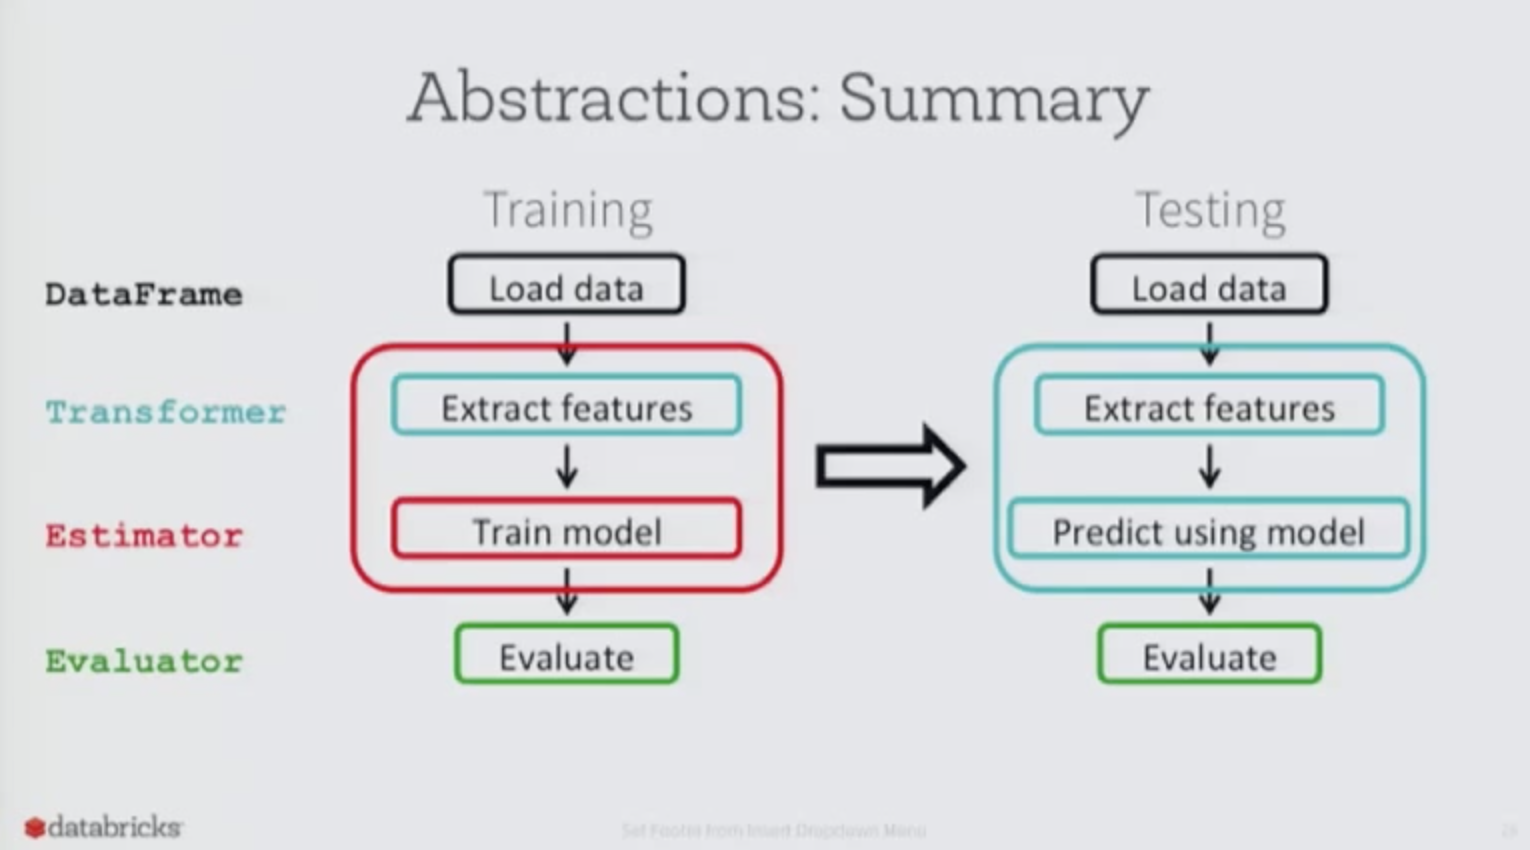 Abstractions: Summary
Training
Testing
DataFrame
Load data
Load data
Transformer
Extract features
Extract features
Estimator
Train model
Predict using model
Evaluator
Evaluate
Evaluate
databricks
Set Footer from Insert Dropdown Menu